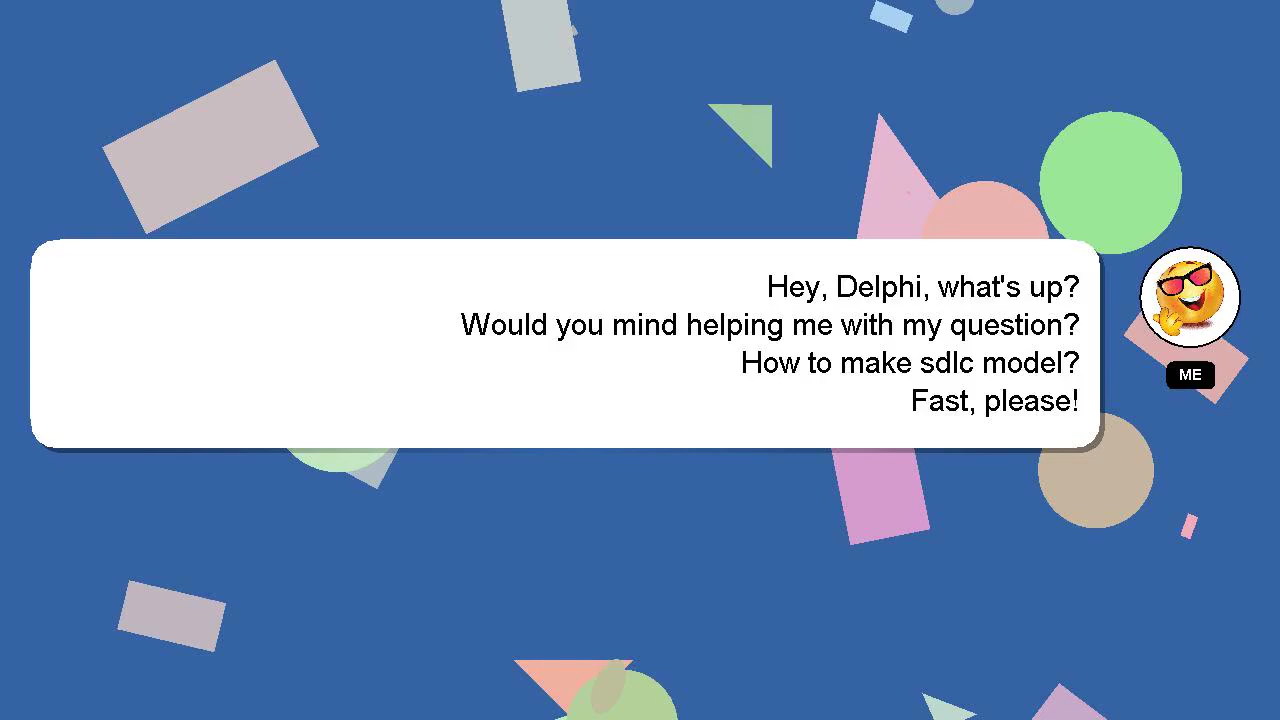 Hey, Delphi, what's up?
Would you mind helping me with my question?
How to make sdlc model?
Fast, please!
ME